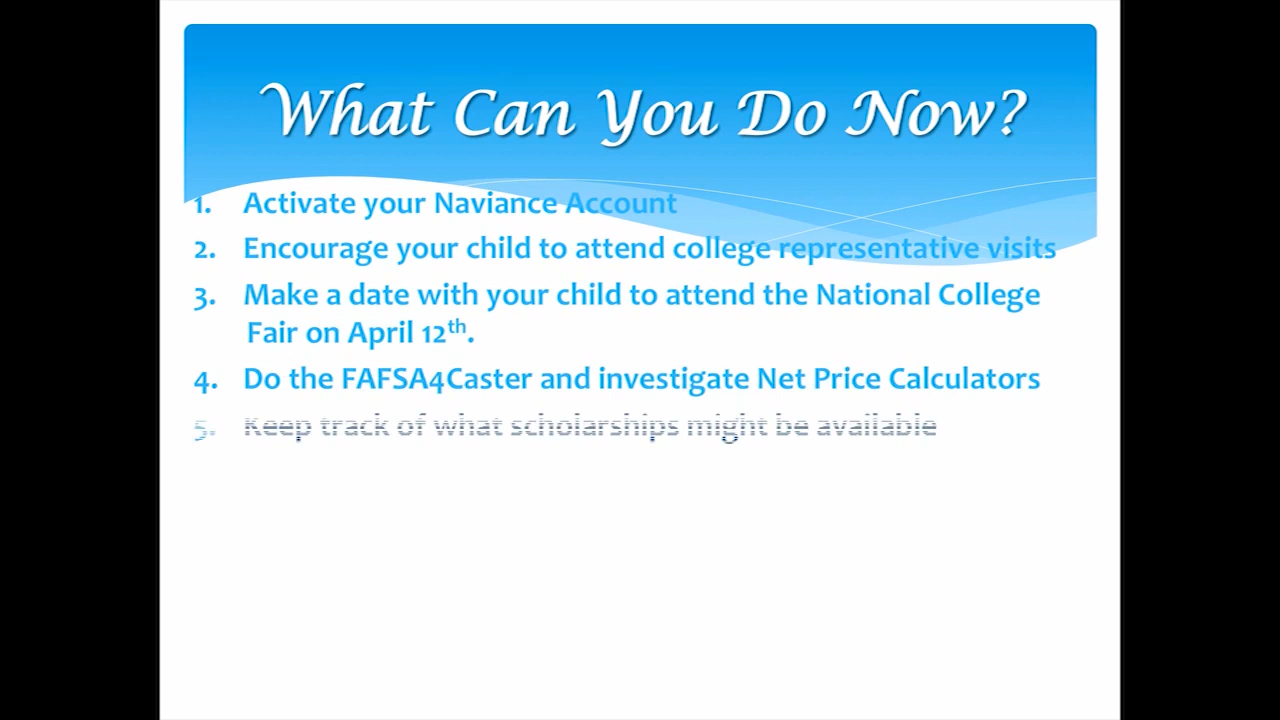 What Can You Do Now?
1. Activate your Naviance Account
2. Encourage your child to attend college representative visits
3. Make a date with your child to attend the National College
Fair on April 12th.
4. Do the FAFSA4Caster and investigate Net Price Calculators
5. Keep track of what scholarships might be available